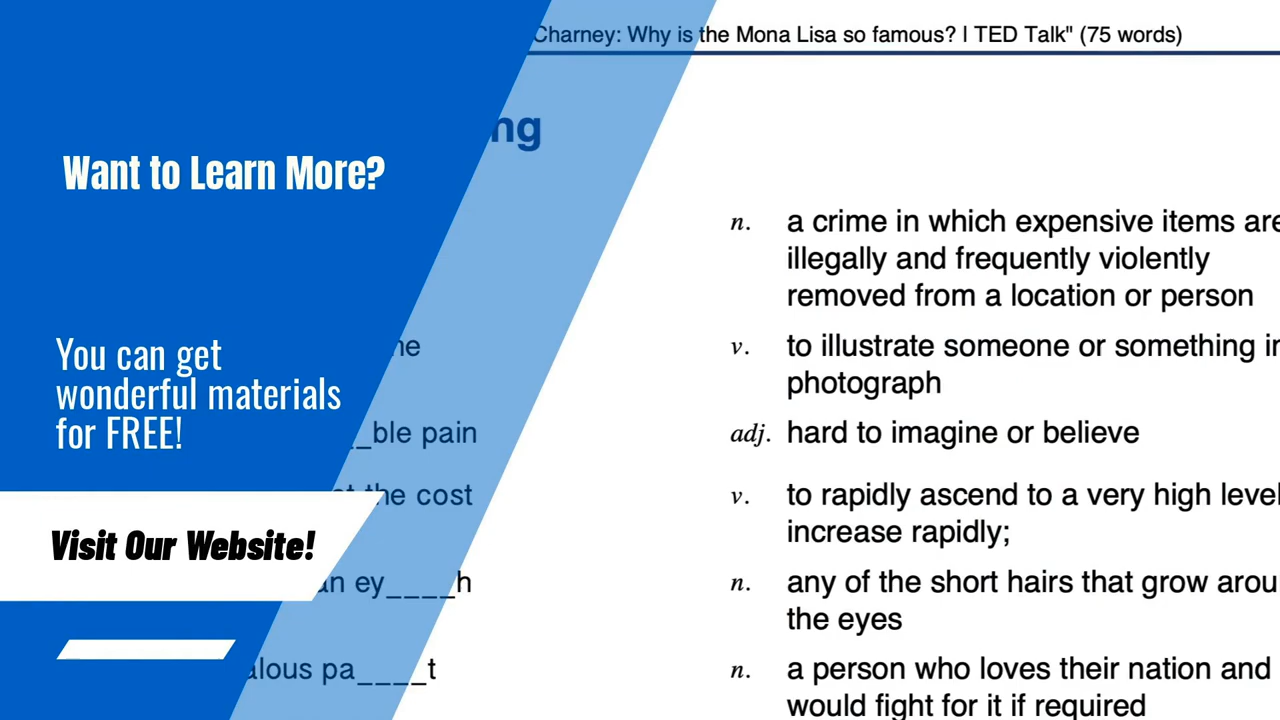 Charney: Why is the Mona Lisa so famous? | TED Talk" (75 words)
ng
Want to Learn More?
You can get
wonderful materials
for FREE!
Visit Our Website!
n. a crime in which expensive items are
illegally and frequently violently
removed from a location or person
he v. to illustrate someone or something in
photograph
_ble pain adj. hard to imagine or believe
the cost v. to rapidly ascend to a very high level
increase rapidly;
an ey____h n. any of the short hairs that grow arou
the eyes
alous pa____t n. a person who loves their nation and
would fight for it if required